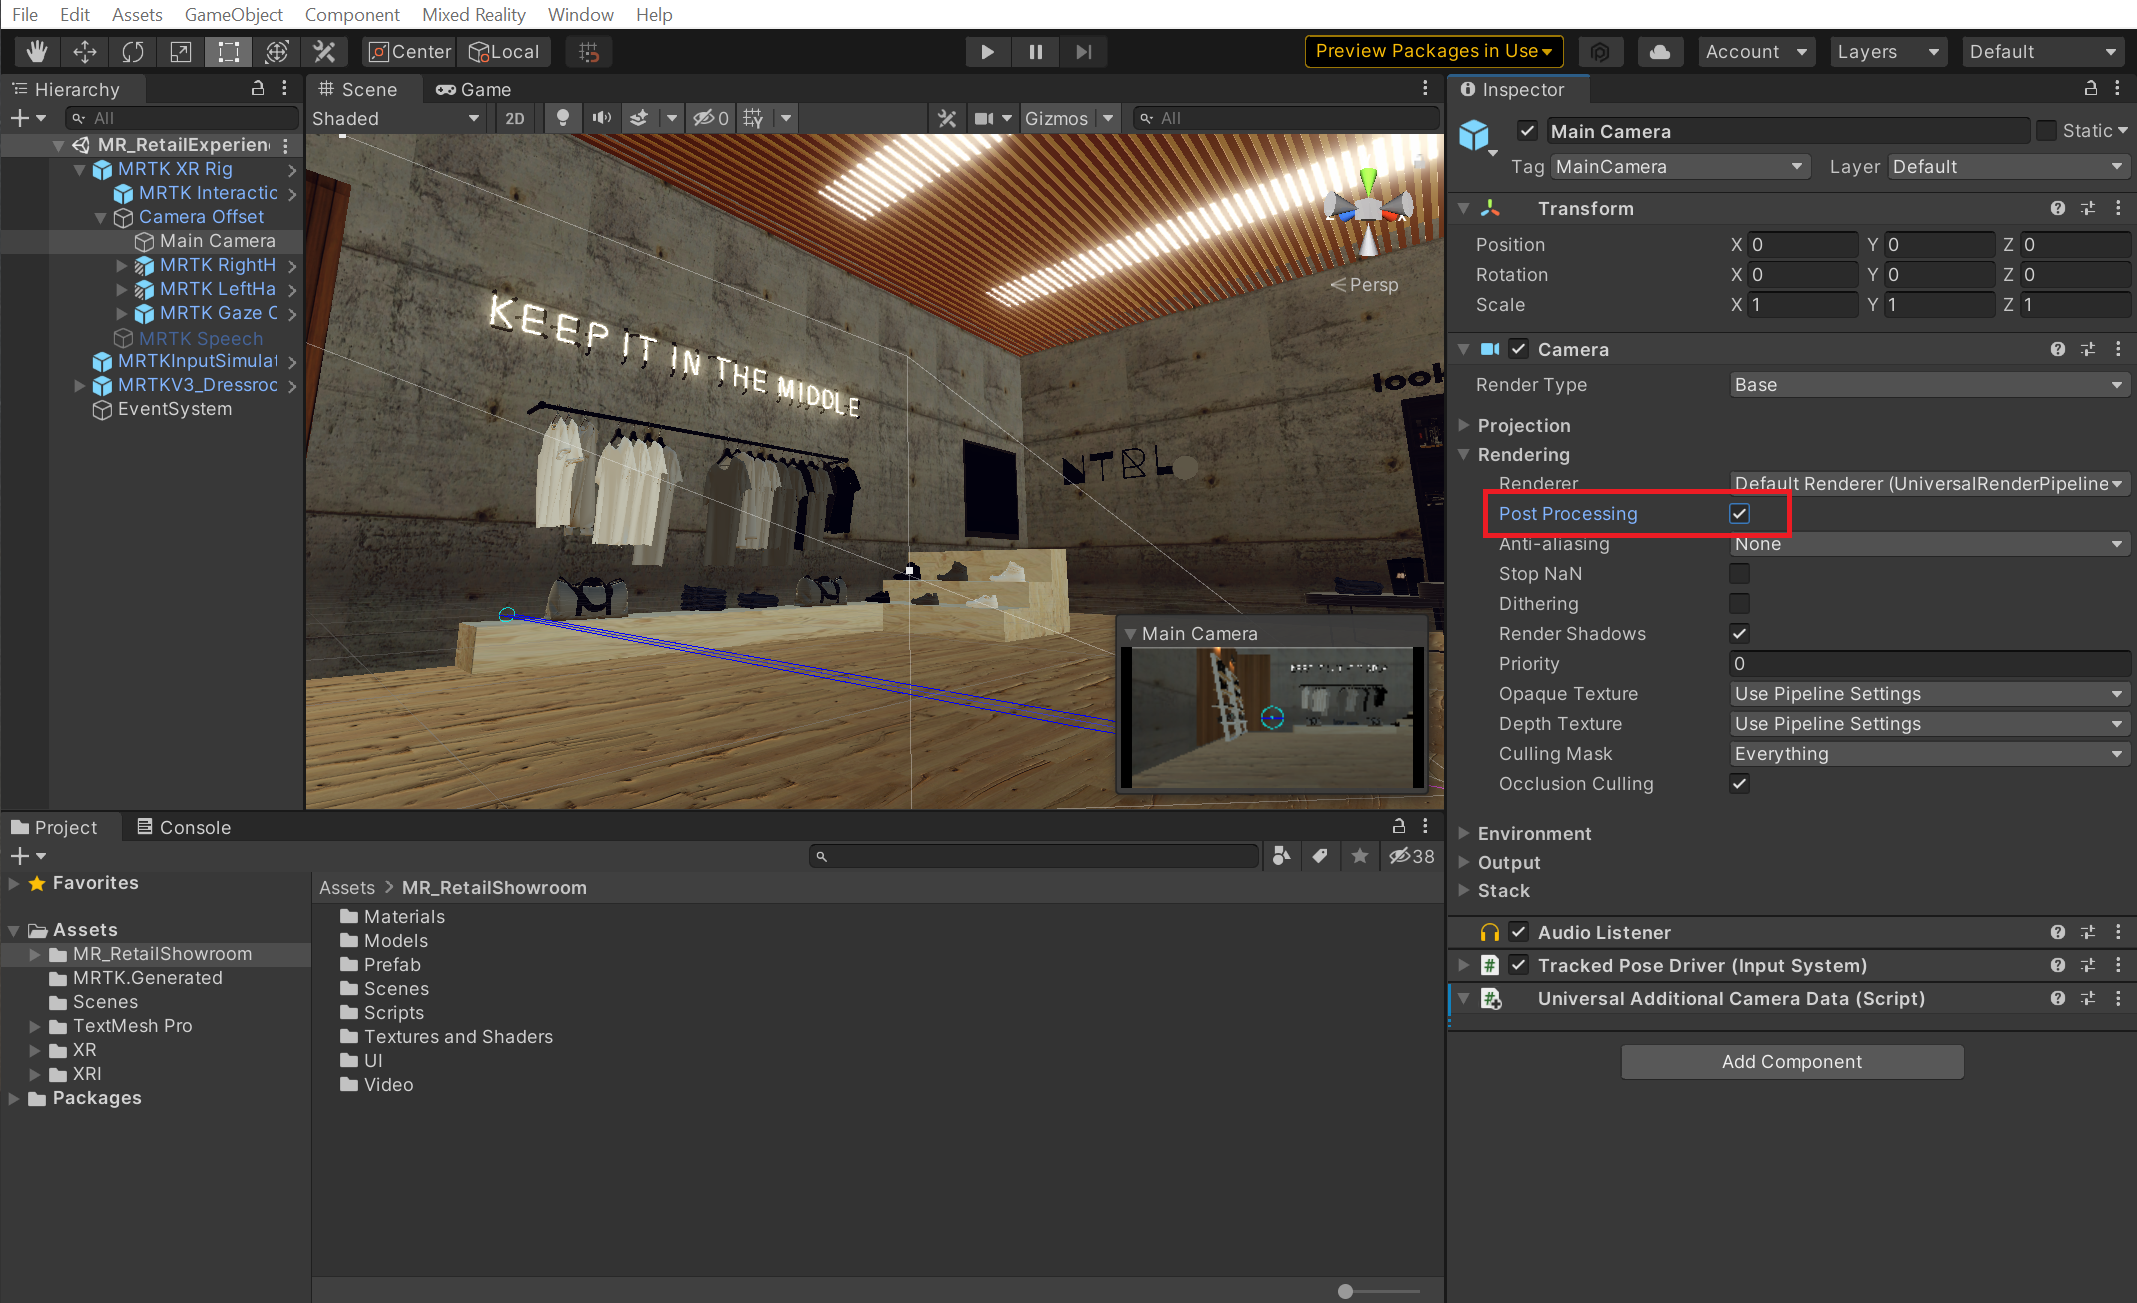 File Edit Assets GameObject Component Mixed Reality Window Help
Center Local Preview Packages in Use Account Layers Default
Hierarchy
All
MR_RetailExperien
MRTK XR Rig
MRTK Interactic
Camera Offset
Main Camera
MRTK RightH
MRTK LeftHa
MRTK Gaze C
MRTK Speech
MRTKInputSimulat
MRTKV3_Dressroc
EventSystem
Scene Game
Shaded 2D 0 Gizmos All
Persp
KEEP IT IN THE MIDDLE
look
NTBL
Main Camera
Inspector
Main Camera Static
Tag MainCamera Layer Default
Transform
Position X 0 Y 0 Z 0
Rotation X 0 Y 0 Z 0
Scale X 1 Y 1 Z 1
Camera
Render Type Base
Projection
Rendering
Renderer Default Renderer (UniversalRenderPipeline
Post Processing
Anti-aliasing None
Stop NaN
Dithering
Render Shadows
Priority 0
Opaque Texture Use Pipeline Settings
Depth Texture Use Pipeline Settings
Culling Mask Everything
Occlusion Culling
Environment
Output
Stack
Audio Listener
Tracked Pose Driver (Input System)
Universal Additional Camera Data (Script)
Add Component
Project Console
38
Favorites
Assets
MR_RetailShowroom
MRTK.Generated
Scenes
TextMesh Pro
XR
XRI
Packages
Assets > MR_RetailShowroom
Materials
Models
Prefab
Scenes
Scripts
Textures and Shaders
UI
Video